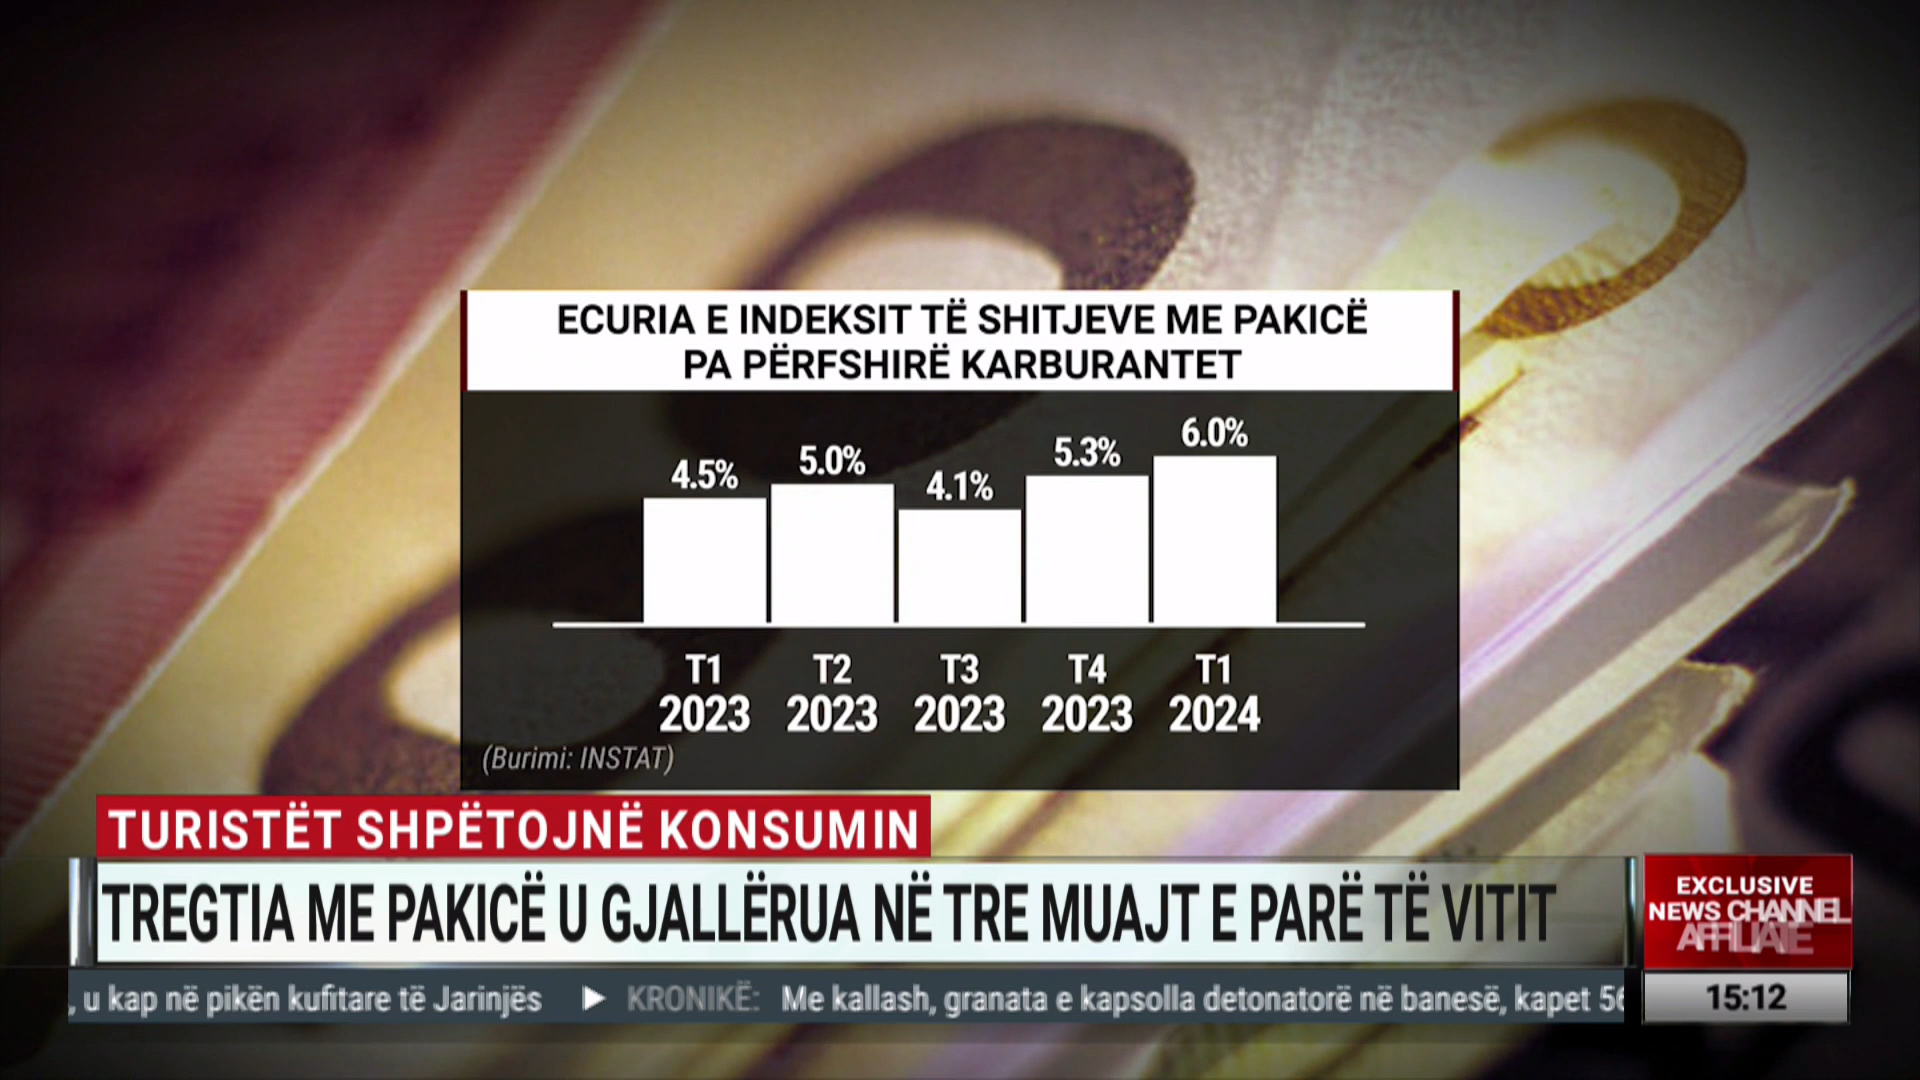 ECURIA E INDEKSIT TË SHITJEVE ME PAKICË
PA PËRFSHIRË KARBURANTET
4.5% 5.0% 4.1% 5.3% 6.0%
T1 T2 T3 T4 T1
2023 2023 2023 2023 2024
(Burimi: INSTAT)
TURISTËT SHPËTOJNË KONSUMIN
TREGTIA ME PAKICË U GJALLËRUA NË TRE MUAJT E PARË TË VITIT
EXCLUSIVE
NEWS CHANNEL
AFFILIATE
, u kap në pikën kufitare të Jarinjës ▶ KRONIKË: Me kallash, granata e kapsolla detonatorë në banesë, kapet 56
15:12